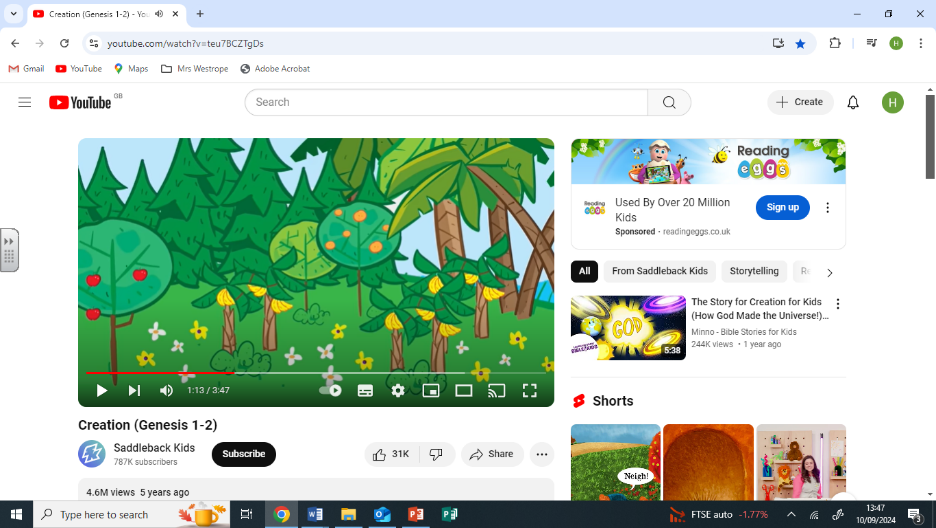 Creation (Genesis 1-2) - You
youtube.com/watch?v=teu7BCZTgDs
Gmail YouTube Maps Mrs Westrope Adobe Acrobat
YouTube GB
Search
Create
H
Reading
eggs
Used By Over 20 Million
Kids
Sponsored · readingeggs.co.uk
Sign up
All From Saddleback Kids Storytelling Re
GOD
5:38
The Story for Creation for Kids
(How God Made the Universe!)...
Minno - Bible Stories for Kids
244K views · 1 year ago
1:13 / 3:47
Shorts
Neigh!
Creation (Genesis 1-2)
Saddleback Kids
787K subscribers
Subscribe
31K
Share
4.6M views 5 years ago
Type here to search
FTSE auto -1.77%
13:47
10/09/2024
3